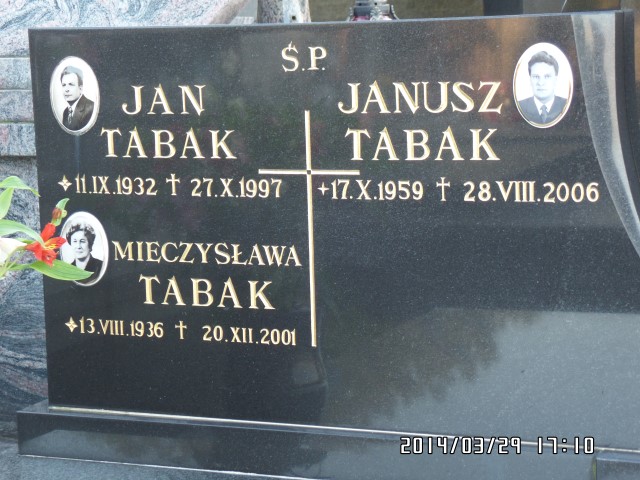 Ś.P.
JAN
TABAK
11.IX.1932 † 27.X.1997
MIECZYSŁAWA
TABAK
13.VIII.1936 † 20.XII.2001
JANUSZ
TABAK
17.X.1959 † 28.VIII.2006
2014/03/29 17:10